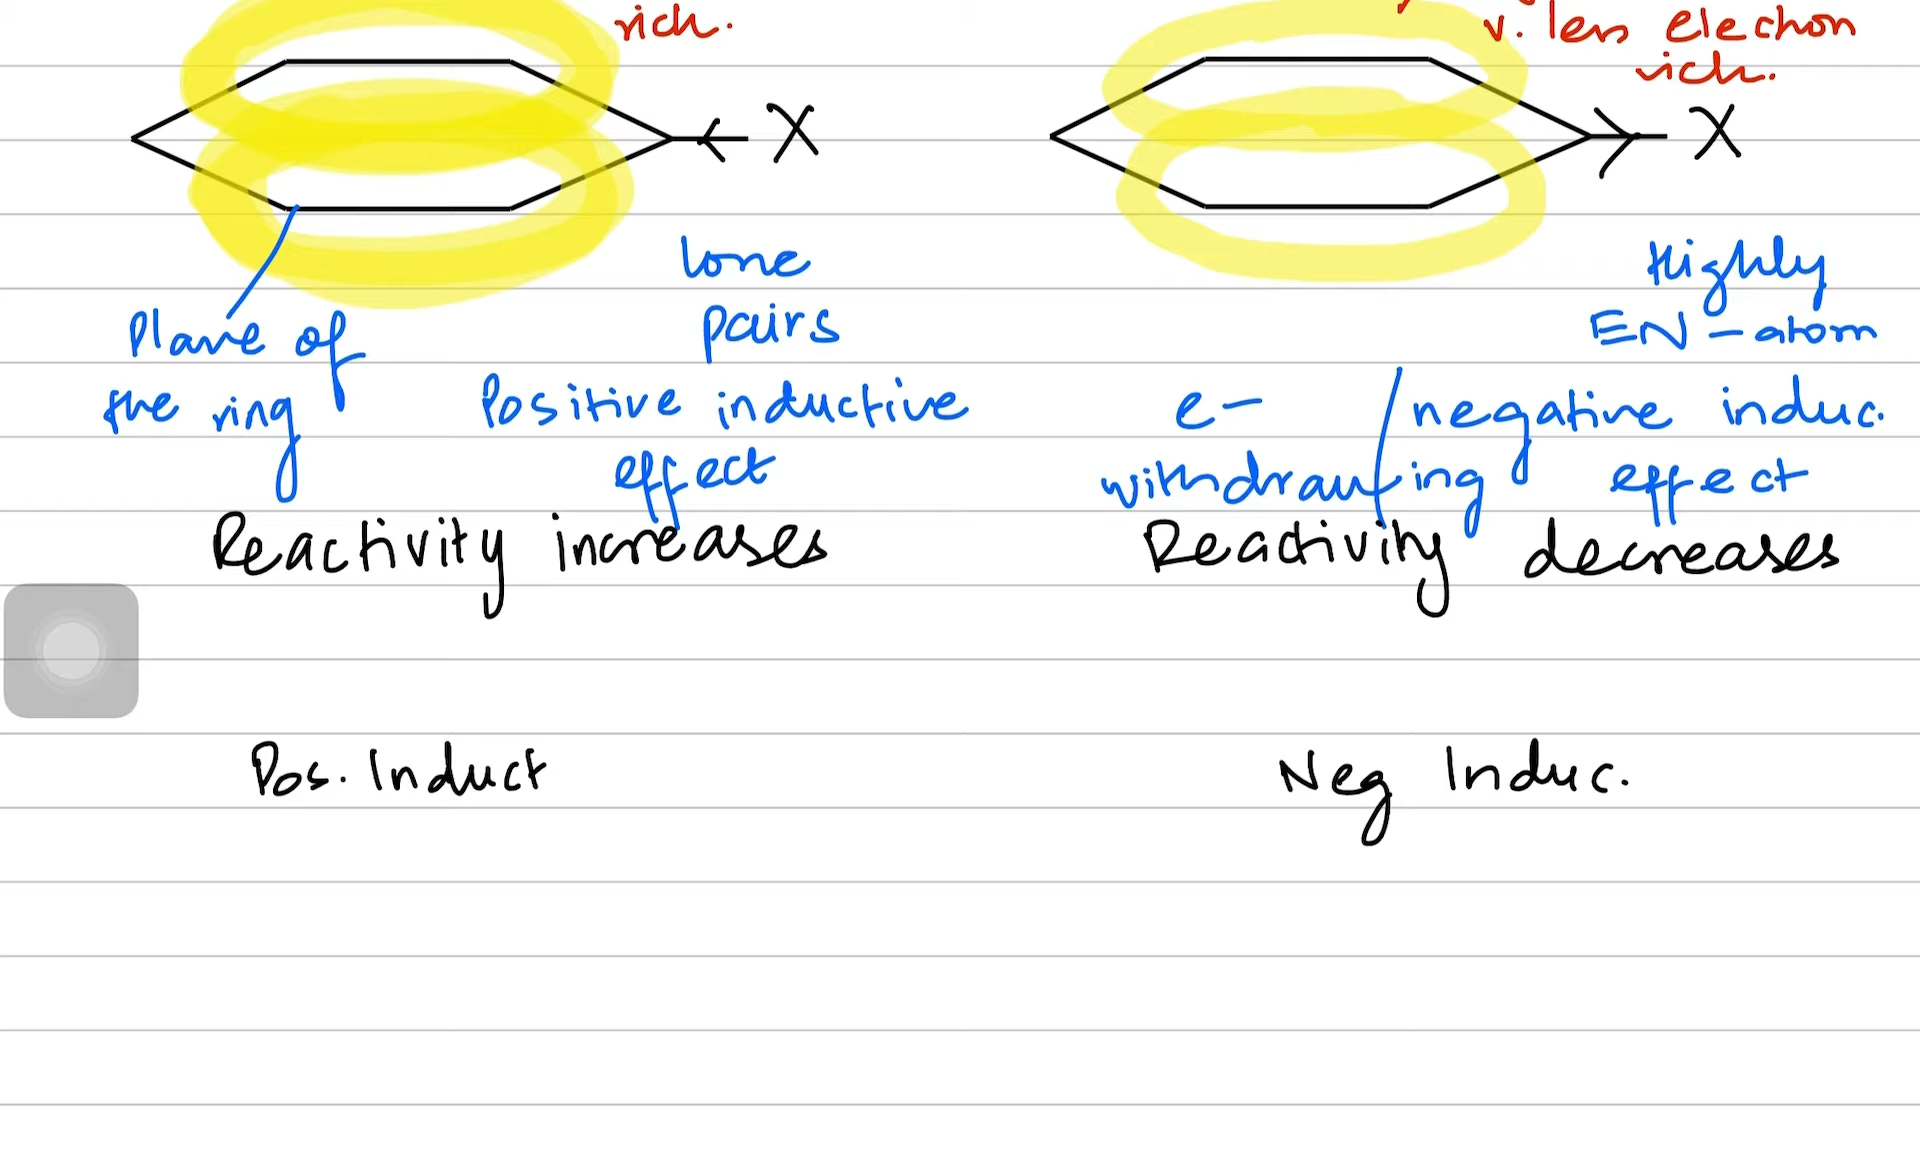 rich.
v. less electron
rich.
X
X
lone
pairs
Highly
EN - atom
Plane of
the ring
Positive inductive
effect
e-
withdrawing
/ negative induc.
effect
Reactivity increases
Reactivity decreases
Pos. Induct
Neg Induc.